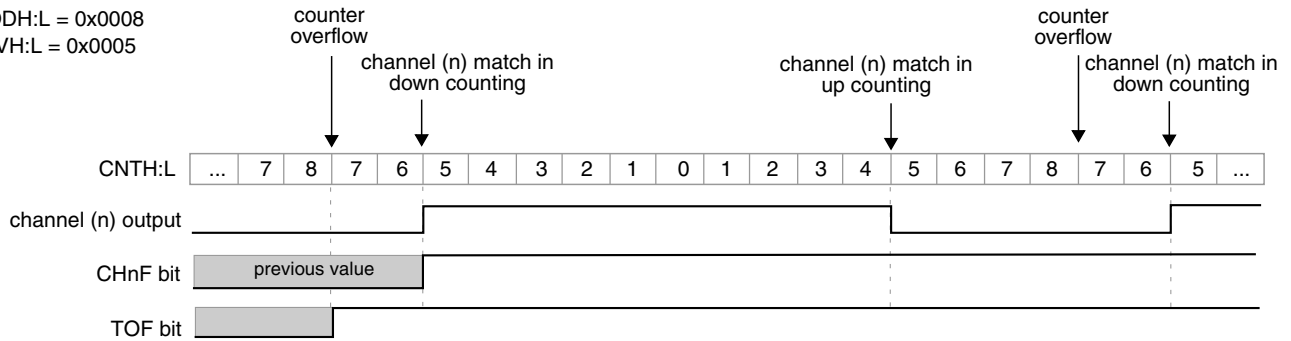 DDH:L = 0x0008
VH:L = 0x0005
counter
overflow
channel (n) match in
down counting
channel (n) match in
up counting
counter
overflow
channel (n) match in
down counting
CNTH:L ... 7 8 7 6 5 4 3 2 1 0 1 2 3 4 5 6 7 8 7 6 5 ...
channel (n) output
CHnF bit previous value
TOF bit